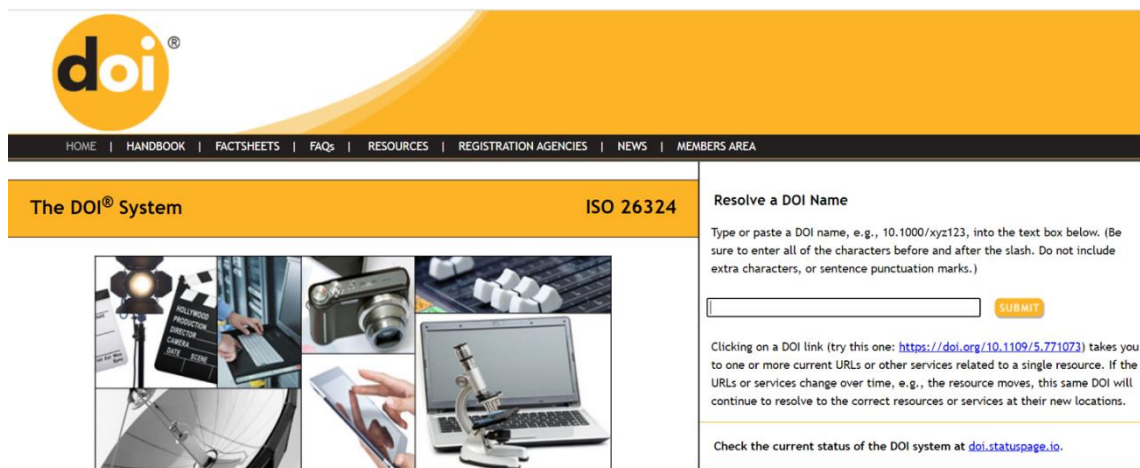 doi®
HOME | HANDBOOK | FACTSHEETS | FAQs | RESOURCES | REGISTRATION AGENCIES | NEWS | MEMBERS AREA
The DOI® System
ISO 26324
HOLLYWOOD
PRODUCTION
DIRECTOR
CAMERA
DATE SCENE
Resolve a DOI Name
Type or paste a DOI name, e.g., 10.1000/xyz123, into the text box below. (Be
sure to enter all of the characters before and after the slash. Do not include
extra characters, or sentence punctuation marks.)
SUBMIT
Clicking on a DOI link (try this one: https://doi.org/10.1109/5.771073) takes you
to one or more current URLs or other services related to a single resource. If the
URLs or services change over time, e.g., the resource moves, this same DOI will
continue to resolve to the correct resources or services at their new locations.
Check the current status of the DOI system at doi.statuspage.io.